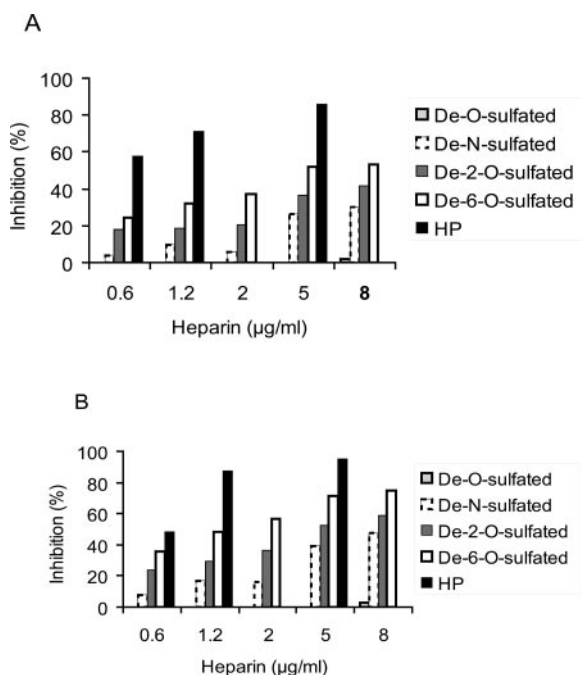 A
100
80
60
40
20
0
Inhibition (%)
0.6 1.2 2 5 8
Heparin (µg/ml)
De-O-sulfated
De-N-sulfated
De-2-O-sulfated
De-6-O-sulfated
HP
B
100
80
60
40
20
0
Inhibition (%)
0.6 1.2 2 5 8
Heparin (µg/ml)
De-O-sulfated
De-N-sulfated
De-2-O-sulfated
De-6-O-sulfated
HP